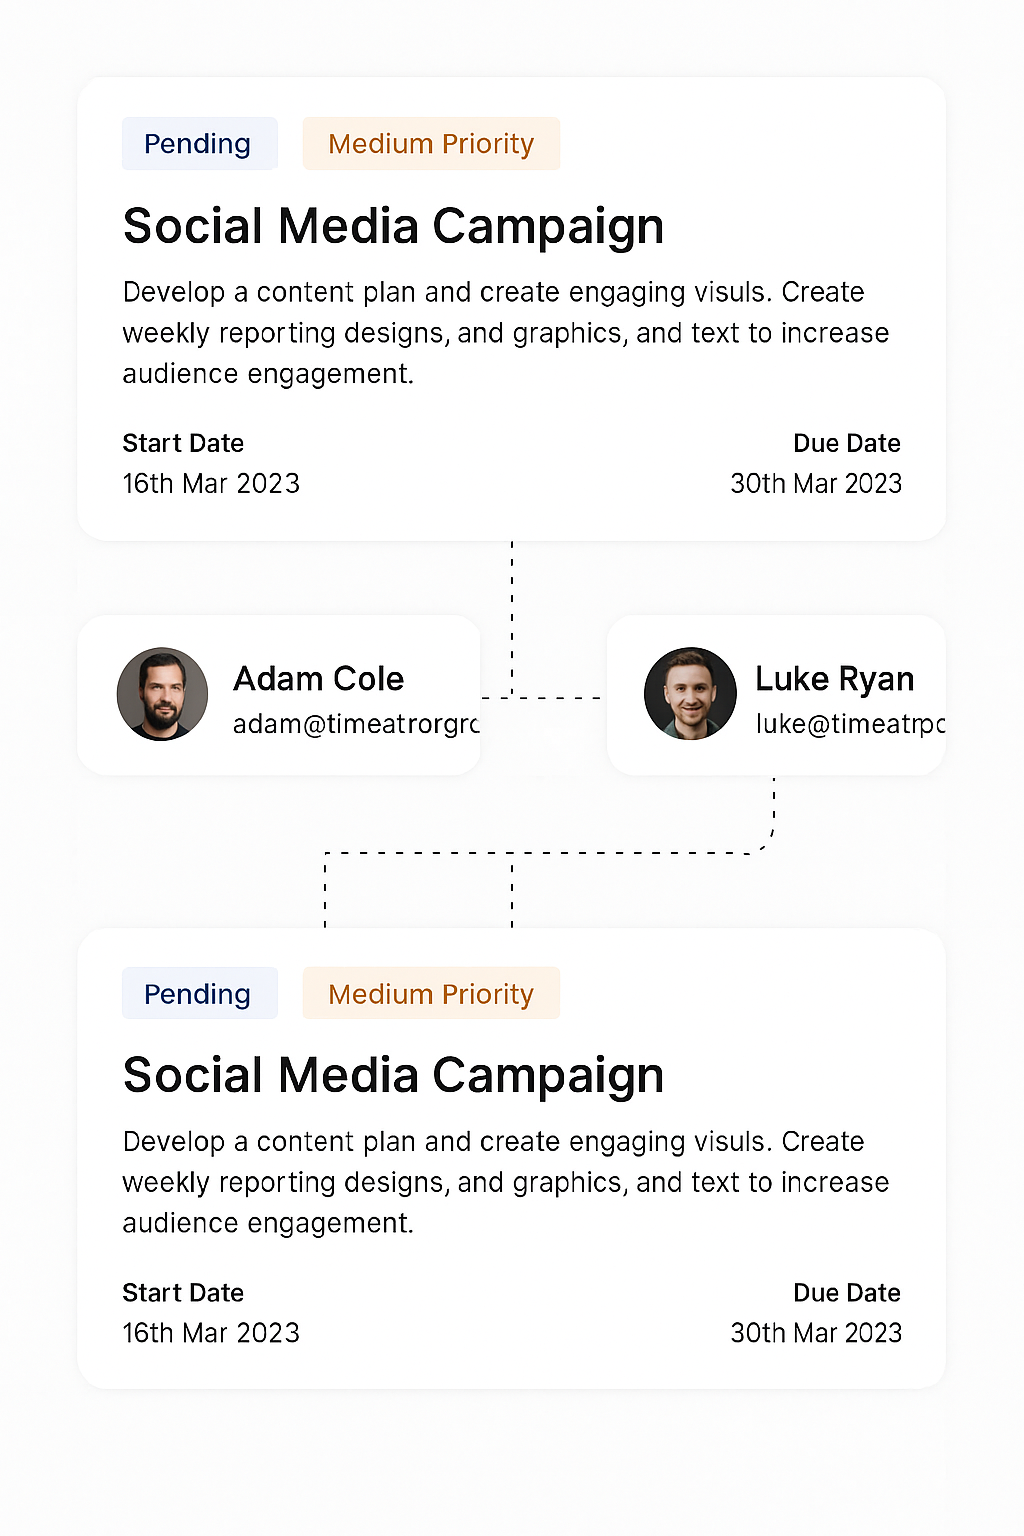 Pending Medium Priority
Social Media Campaign
Develop a content plan and create engaging visuls. Create
weekly reporting designs, and graphics, and text to increase
audience engagement.
Start Date Due Date
16th Mar 2023 30th Mar 2023
Adam Cole Luke Ryan
adam@timeatrorgrc luke@timeatrpc
Pending Medium Priority
Social Media Campaign
Develop a content plan and create engaging visuls. Create
weekly reporting designs, and graphics, and text to increase
audience engagement.
Start Date Due Date
16th Mar 2023 30th Mar 2023